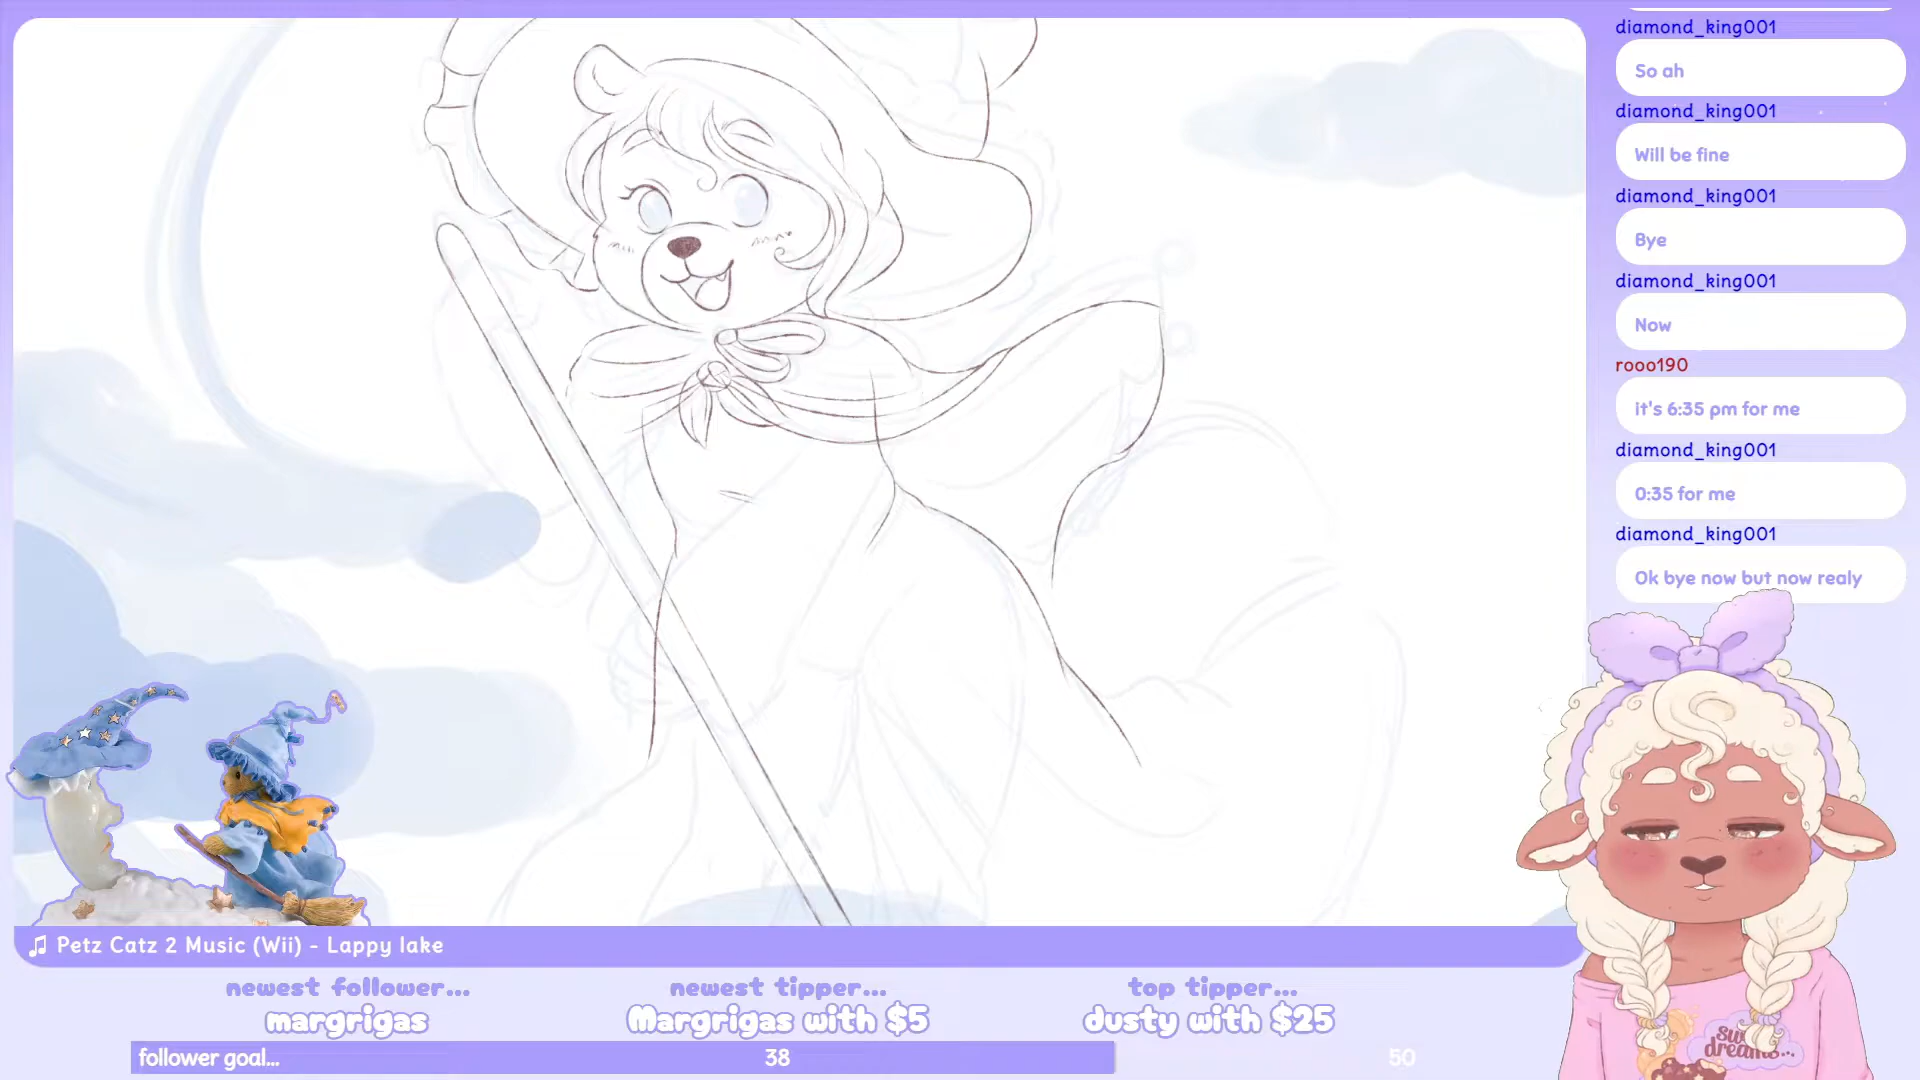 diamond_king001
So ah
diamond_king001
Will be fine
diamond_king001
Bye
diamond_king001
Now
rooo190
it's 6:35 pm for me
diamond_king001
0:35 for me
diamond_king001
Ok bye now but now realy
Petz Catz 2 Music (Wii) - Lappy lake
newest follower...
margrigas
newest tipper...
Margrigas with $5
top tipper...
dusty with $25
follower goal...
38
50
dreams...